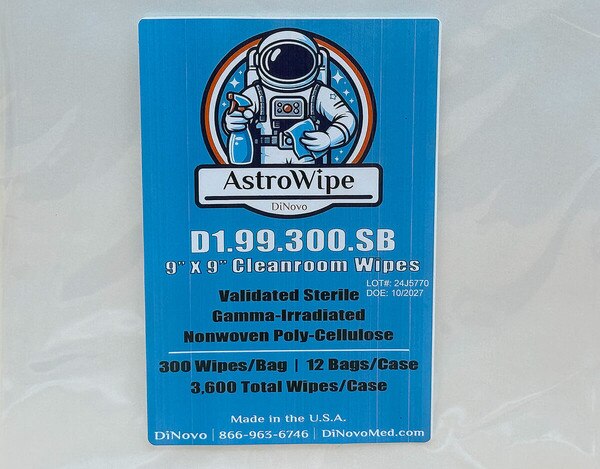 AstroWipe
DiNovo
D1.99.300.SB
9" X 9" Cleanroom Wipes
LOT#: 24J5770
DOE: 10/2027
Validated Sterile
Gamma-Irradiated
Nonwoven Poly-Cellulose
300 Wipes/Bag | 12 Bags/Case
3,600 Total Wipes/Case
Made in the U.S.A.
DiNovo | 866-963-6746 | DiNovoMed.com